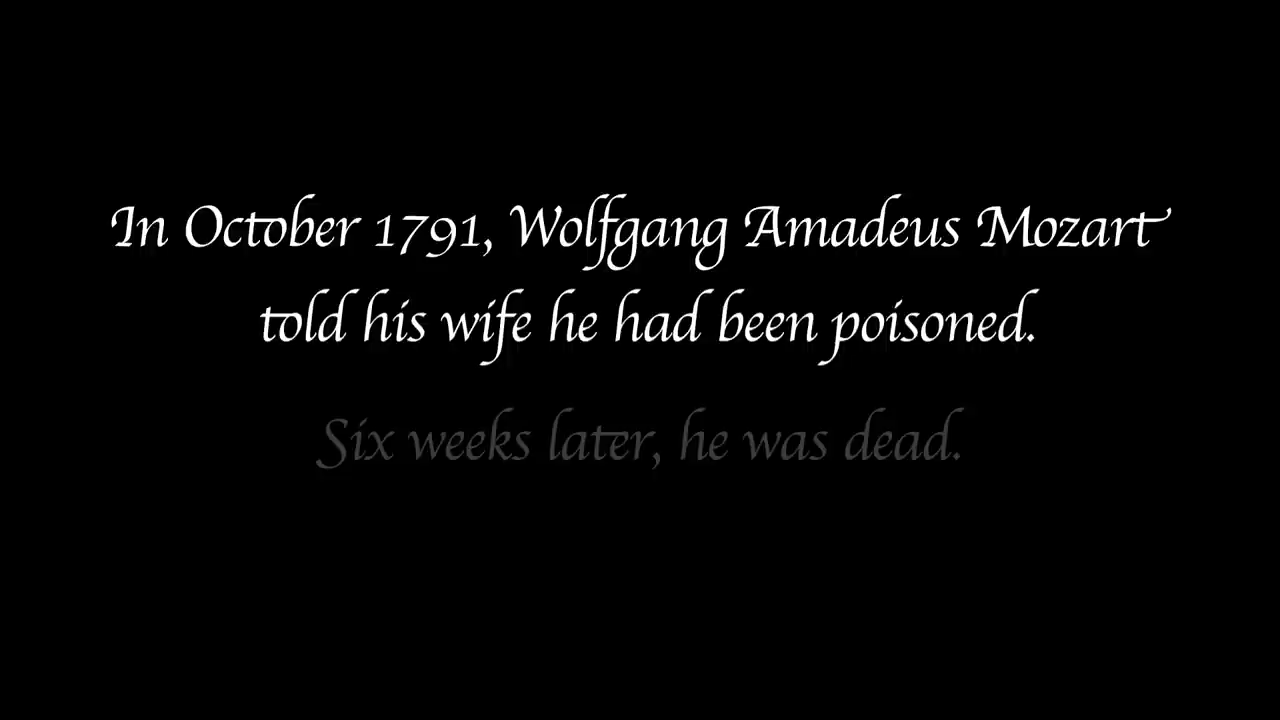 In October 1791, Wolfgang Amadeus Mozart
told his wife he had been poisoned.
Six weeks later, he was dead.